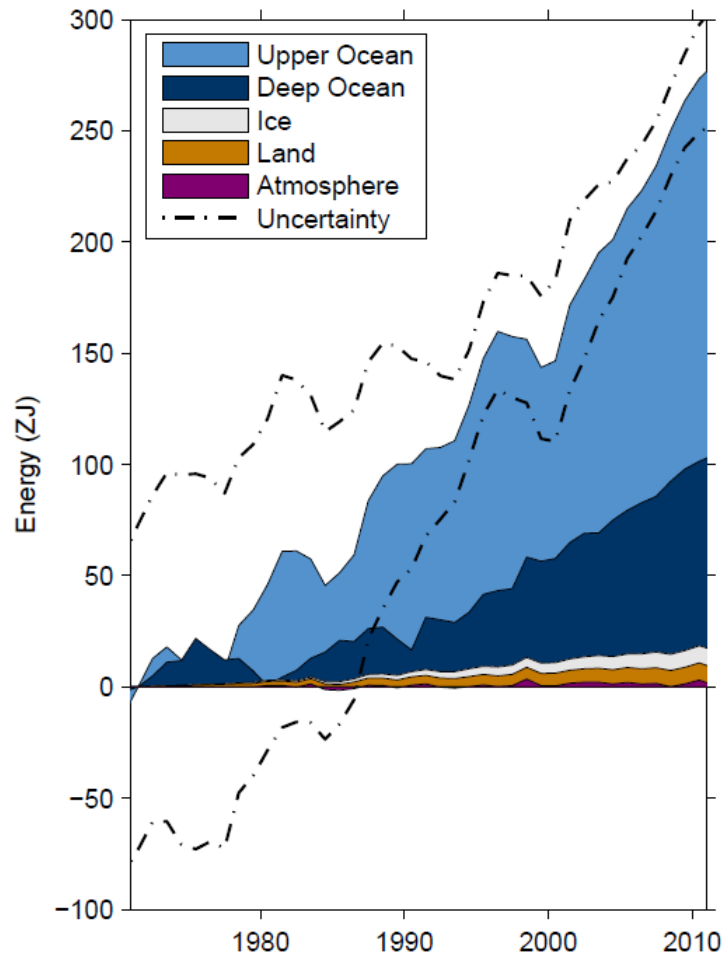 300
250
200
150
100
50
0
−50
−100
Energy (ZJ)
Upper Ocean
Deep Ocean
Ice
Land
Atmosphere
Uncertainty
1980
1990
2000
2010